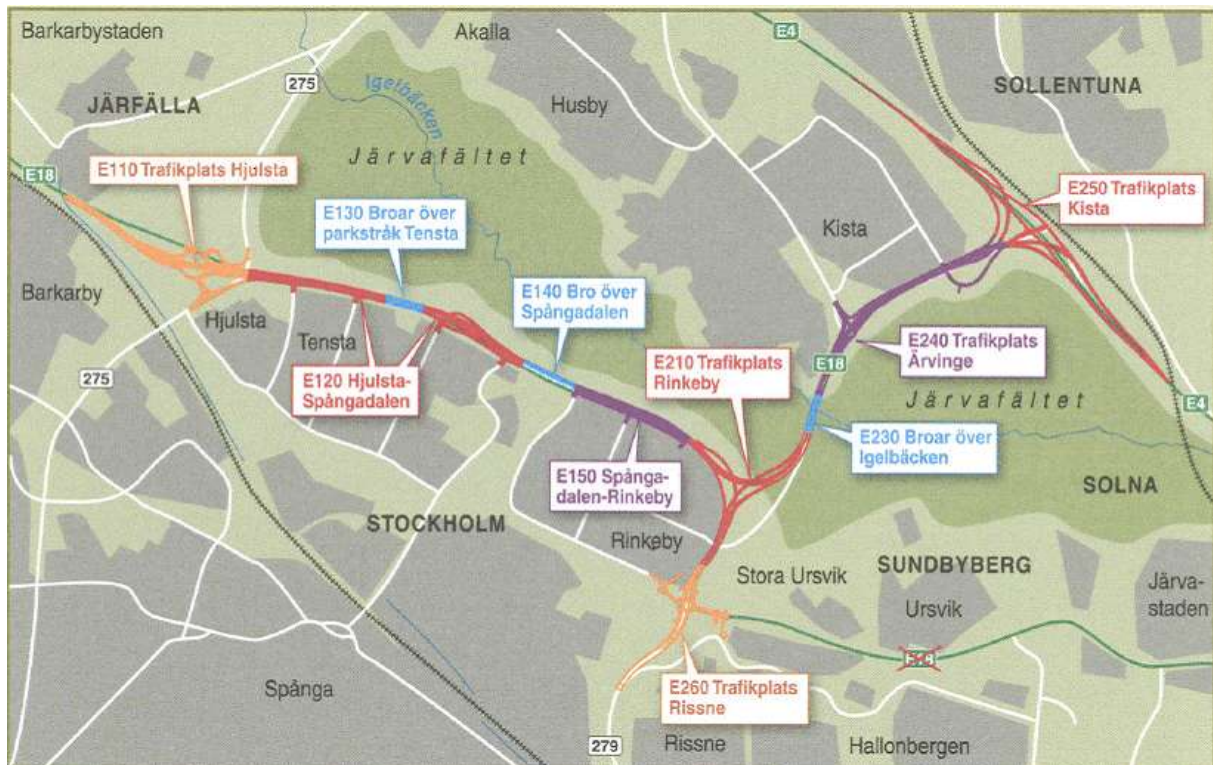 Barkarbystaden
Akalla
E4
SOLLENTUNA
275
JÄRFÄLLA
Igelbäcken
Husby
Järvafältet
E18
E110 Trafikplats Hjulsta
E250 Trafikplats
Kista
E130 Broar över
parkstråk Tensta
Kista
Barkarby
E140 Bro över
Spångadalen
Hjulsta
Tensta
E210 Trafikplats
Rinkeby
E18
E240 Trafikplats
Ärvinge
275
E120 Hjulsta-
Spångadalen
Järvafältet
E4
E230 Broar över
Igelbäcken
E150 Spånga-
dalen-Rinkeby
SOLNA
STOCKHOLM
Rinkeby
Stora Ursvik
SUNDBYBERG
Ursvik
Järva-
staden
E18
Spånga
E260 Trafikplats
Rissne
279
Rissne
Hallonbergen